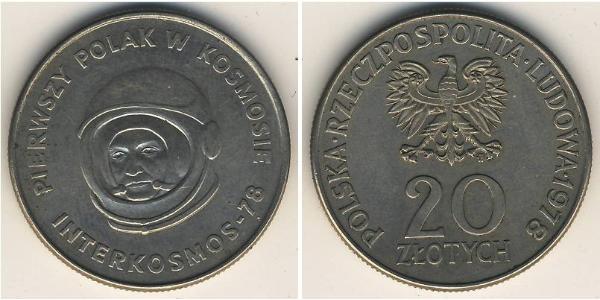 PIERWSZY POLAK W KOSMOSIE
INTERKOSMOS-78
POLSKA·RZECZPOSPOLITA·LUDOWA·1978
20
ZŁOTYCH